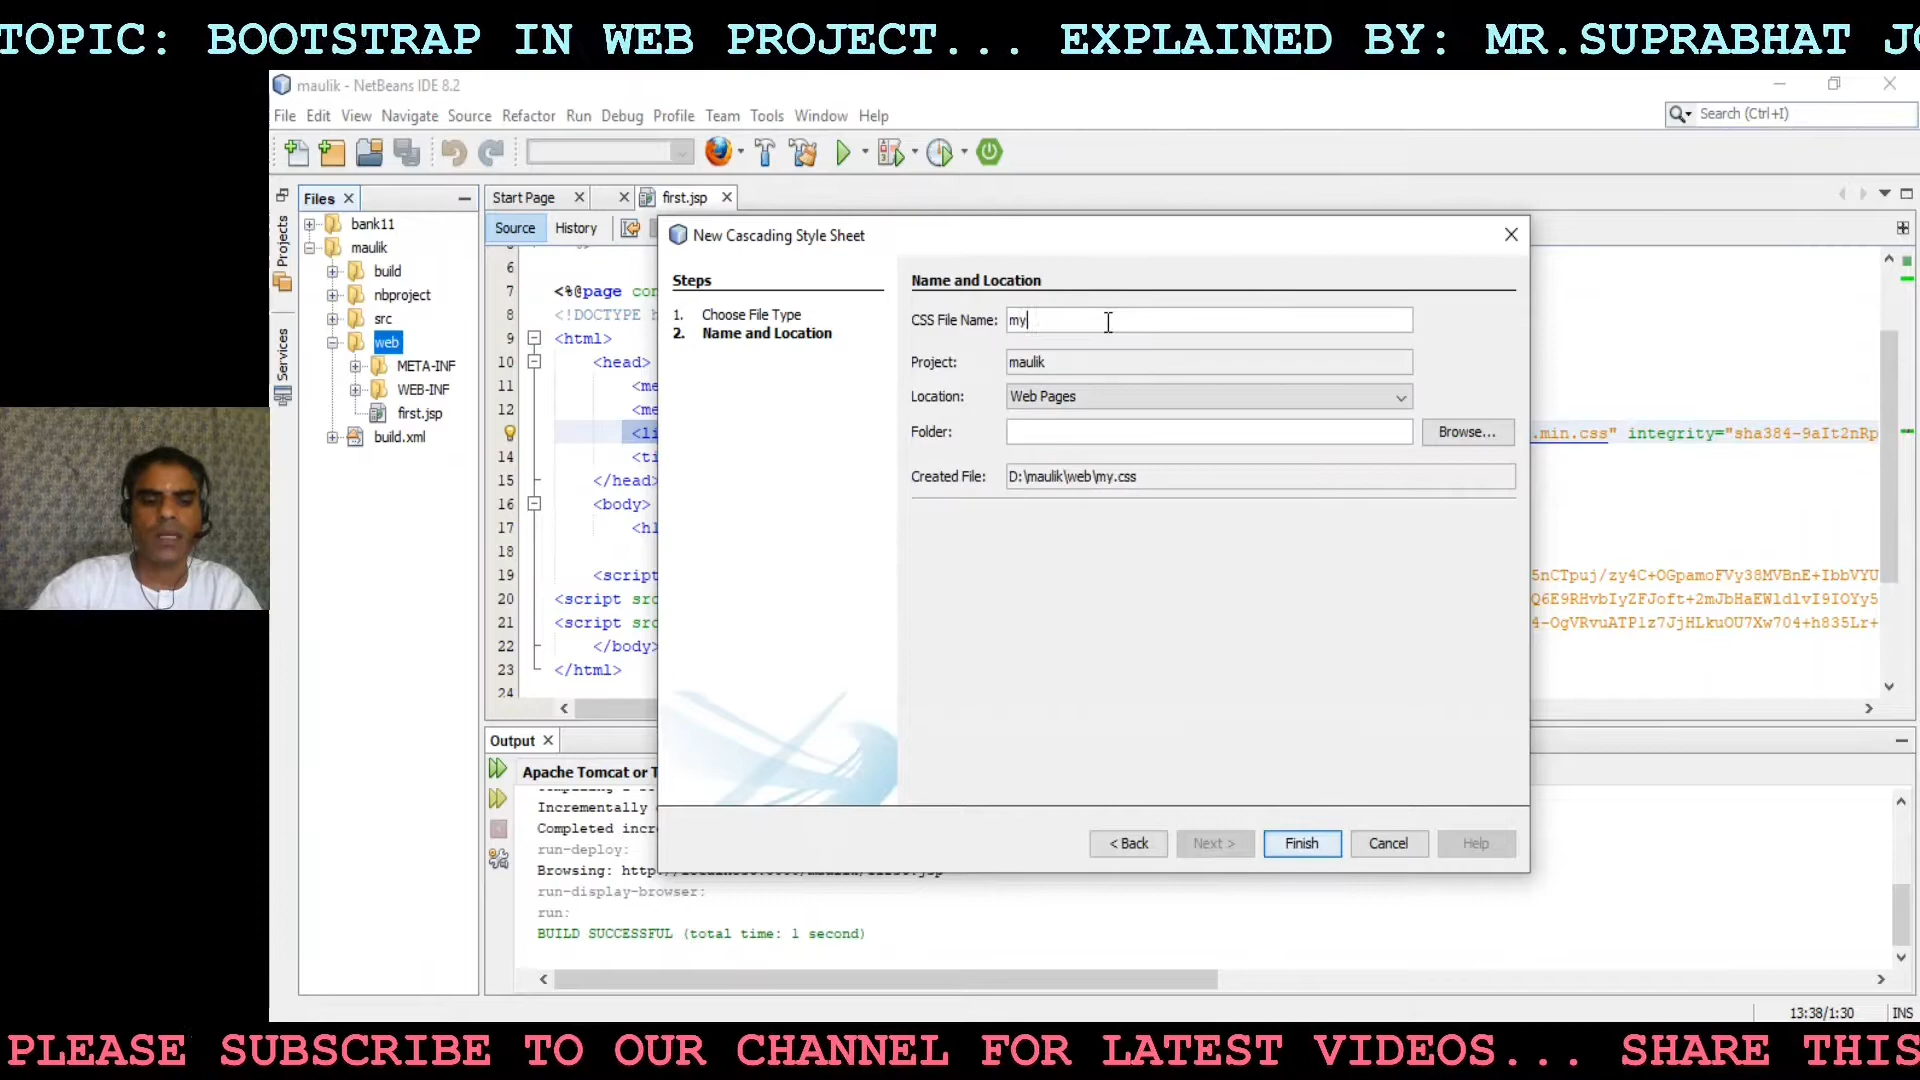 TOPIC: BOOTSTRAP IN WEB PROJECT... EXPLAINED BY: MR.SUPRABHAT
maulik - NetBeans IDE 8.2
File Edit View Navigate Source Refactor Run Debug Profile Team Tools Window Help
Search (Ctrl+I)
Files
Start Page
first.jsp
Projects
Services
bank11
maulik
build
nbproject
src
web
META-INF
WEB-INF
first.jsp
build.xml
Source History
6
7 <%@page
8 <!DOCTYPE
9 <html>
10 <head>
11 <me
12 <me
<li
.min.css" integrity="sha384-9aIt2nRp
14 <ti
15 </head>
16 <body>
17 <h1
18
19 <script
5nCTpuj/zy4C+OGpamoFVy38MVBnE+IbbVYU
20 <script src
Q6E9RHvbIyZFJoft+2mJbHaEWldlvI9IOYy5
21 <script src
4-OgVRvuATP1z7JjHLkuOU7Xw704+h835Lr+
22 </body>
23 </html>
24
New Cascading Style Sheet
Steps
1. Choose File Type
2. Name and Location
Name and Location
CSS File Name: my
Project: maulik
Location: Web Pages
Folder:
Browse...
Created File: D:\maulik\web\my.css
< Back Next > Finish Cancel Help
Output
Apache Tomcat or T
Incrementally
Completed incr
run-deploy:
Browsing:
run-display-browser:
run:
BUILD SUCCESSFUL (total time: 1 second)
13:38/1:30 INS
PLEASE SUBSCRIBE TO OUR CHANNEL FOR LATEST VIDEOS... SHARE THIS